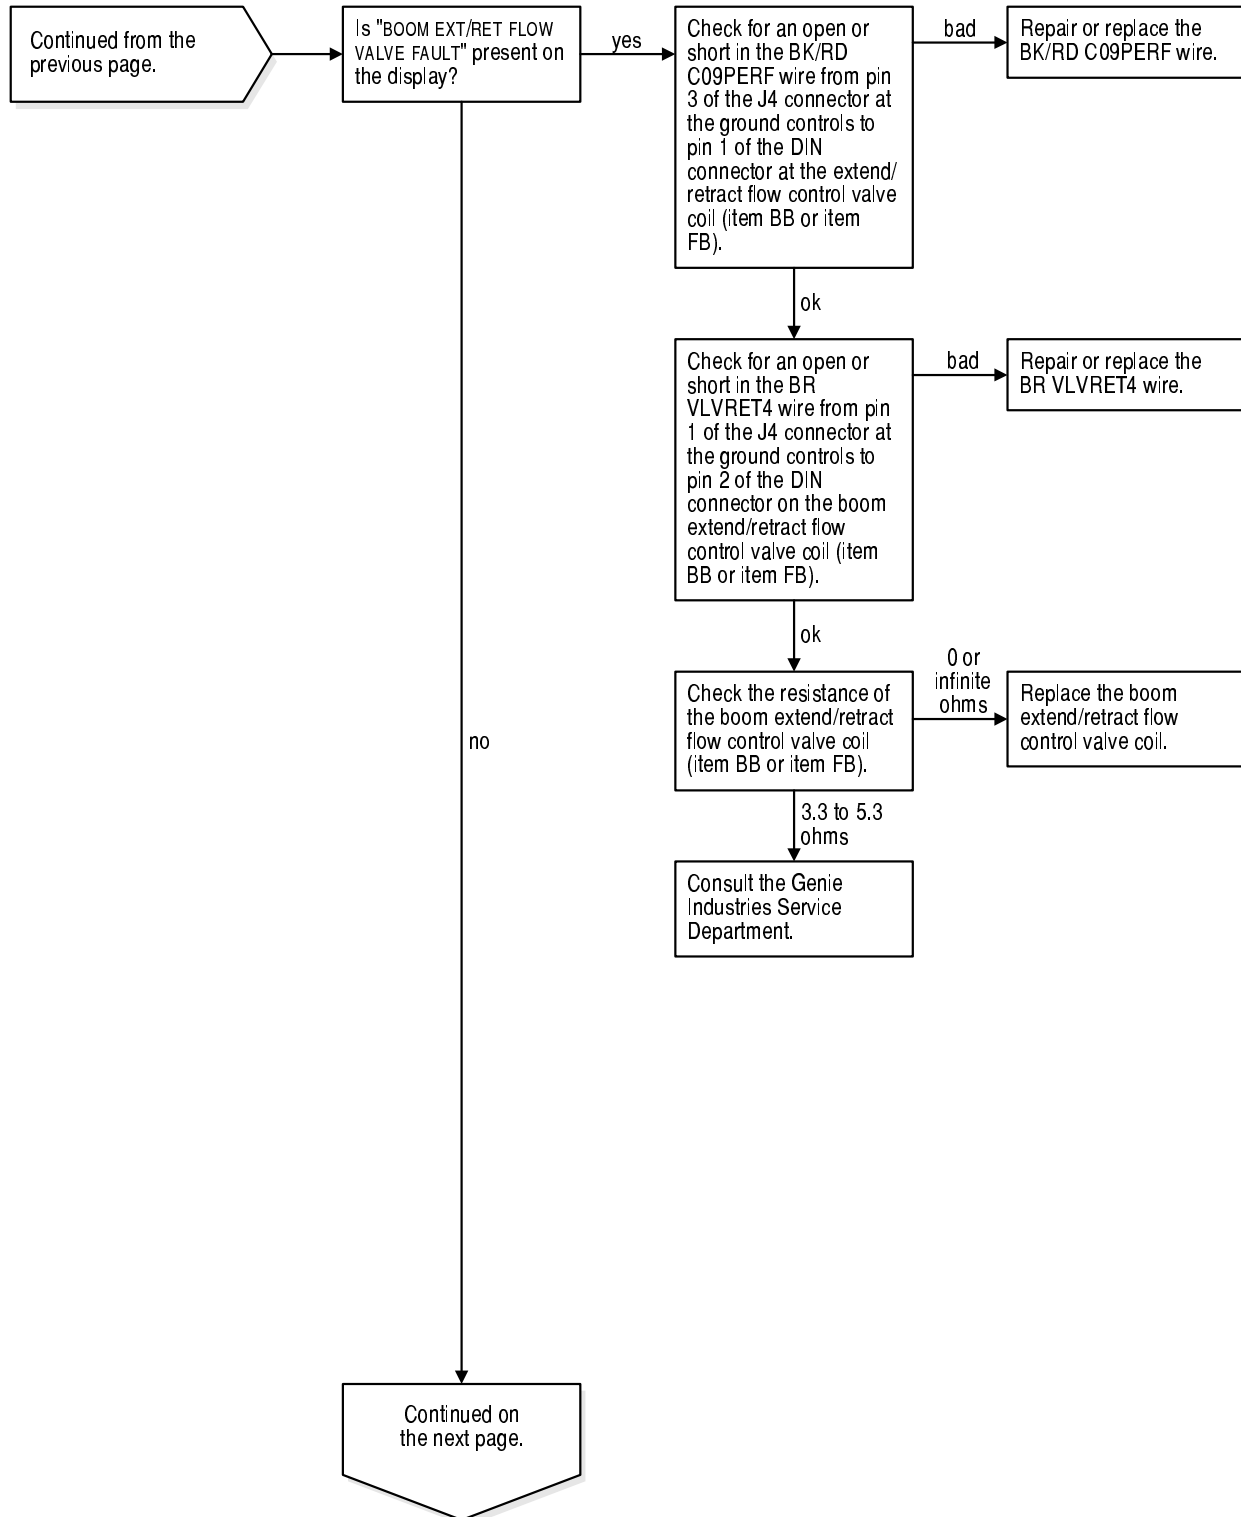 Continued from the
previous page.
Is "BOOM EXT/RET FLOW
VALVE FAULT" present on
the display?
yes
Check for an open or
short in the BK/RD
C09PERF wire from pin
3 of the J4 connector at
the ground controls to
pin 1 of the DIN
connector at the extend/
retract flow control valve
coil (item BB or item
FB).
bad
Repair or replace the
BK/RD C09PERF wire.
ok
Check for an open or
short in the BR
VLVRET4 wire from pin
1 of the J4 connector at
the ground controls to
pin 2 of the DIN
connector on the boom
extend/retract flow
control valve coil (item
BB or item FB).
bad
Repair or replace the
BR VLVRET4 wire.
ok
Check the resistance of
the boom extend/retract
flow control valve coil
(item BB or item FB).
0 or
infinite
ohms
Replace the boom
extend/retract flow
control valve coil.
3.3 to 5.3
ohms
Consult the Genie
Industries Service
Department.
no
Continued on
the next page.